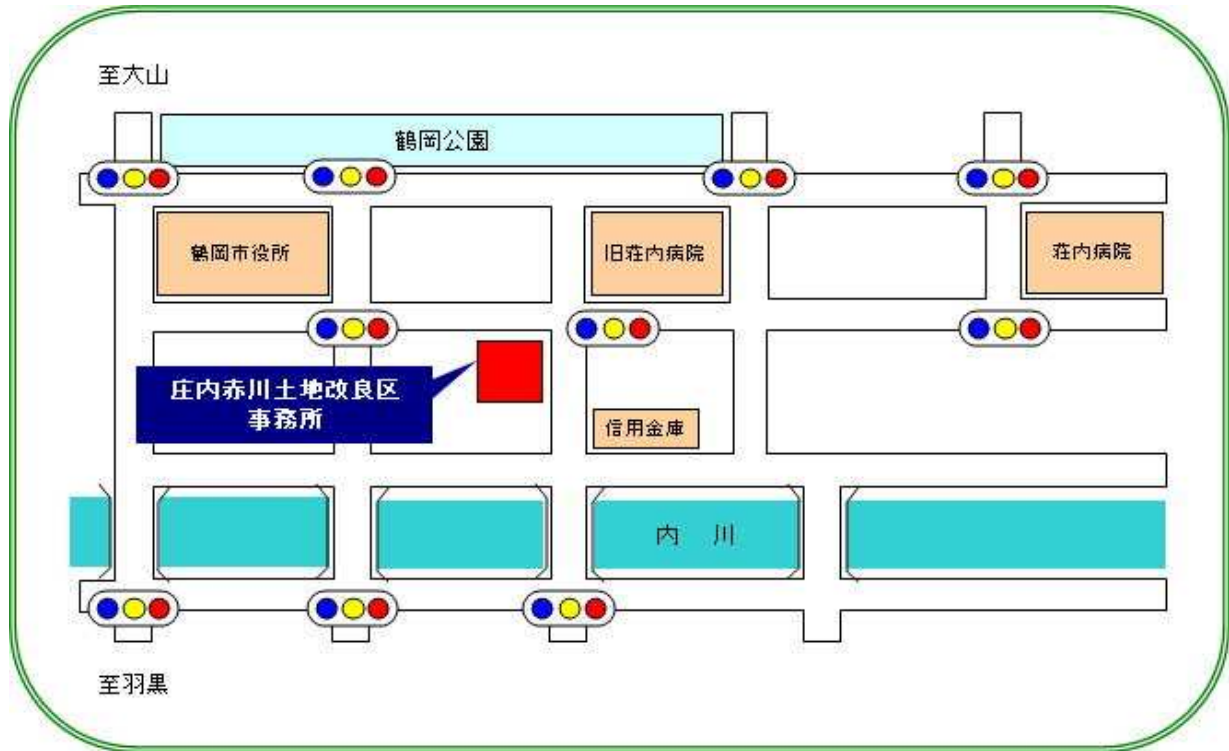 至大山
鶴岡公園
鶴岡市役所
旧荘内病院
荘内病院
庄内赤川土地改良区
事務所
信用金庫
内 川
至羽黒